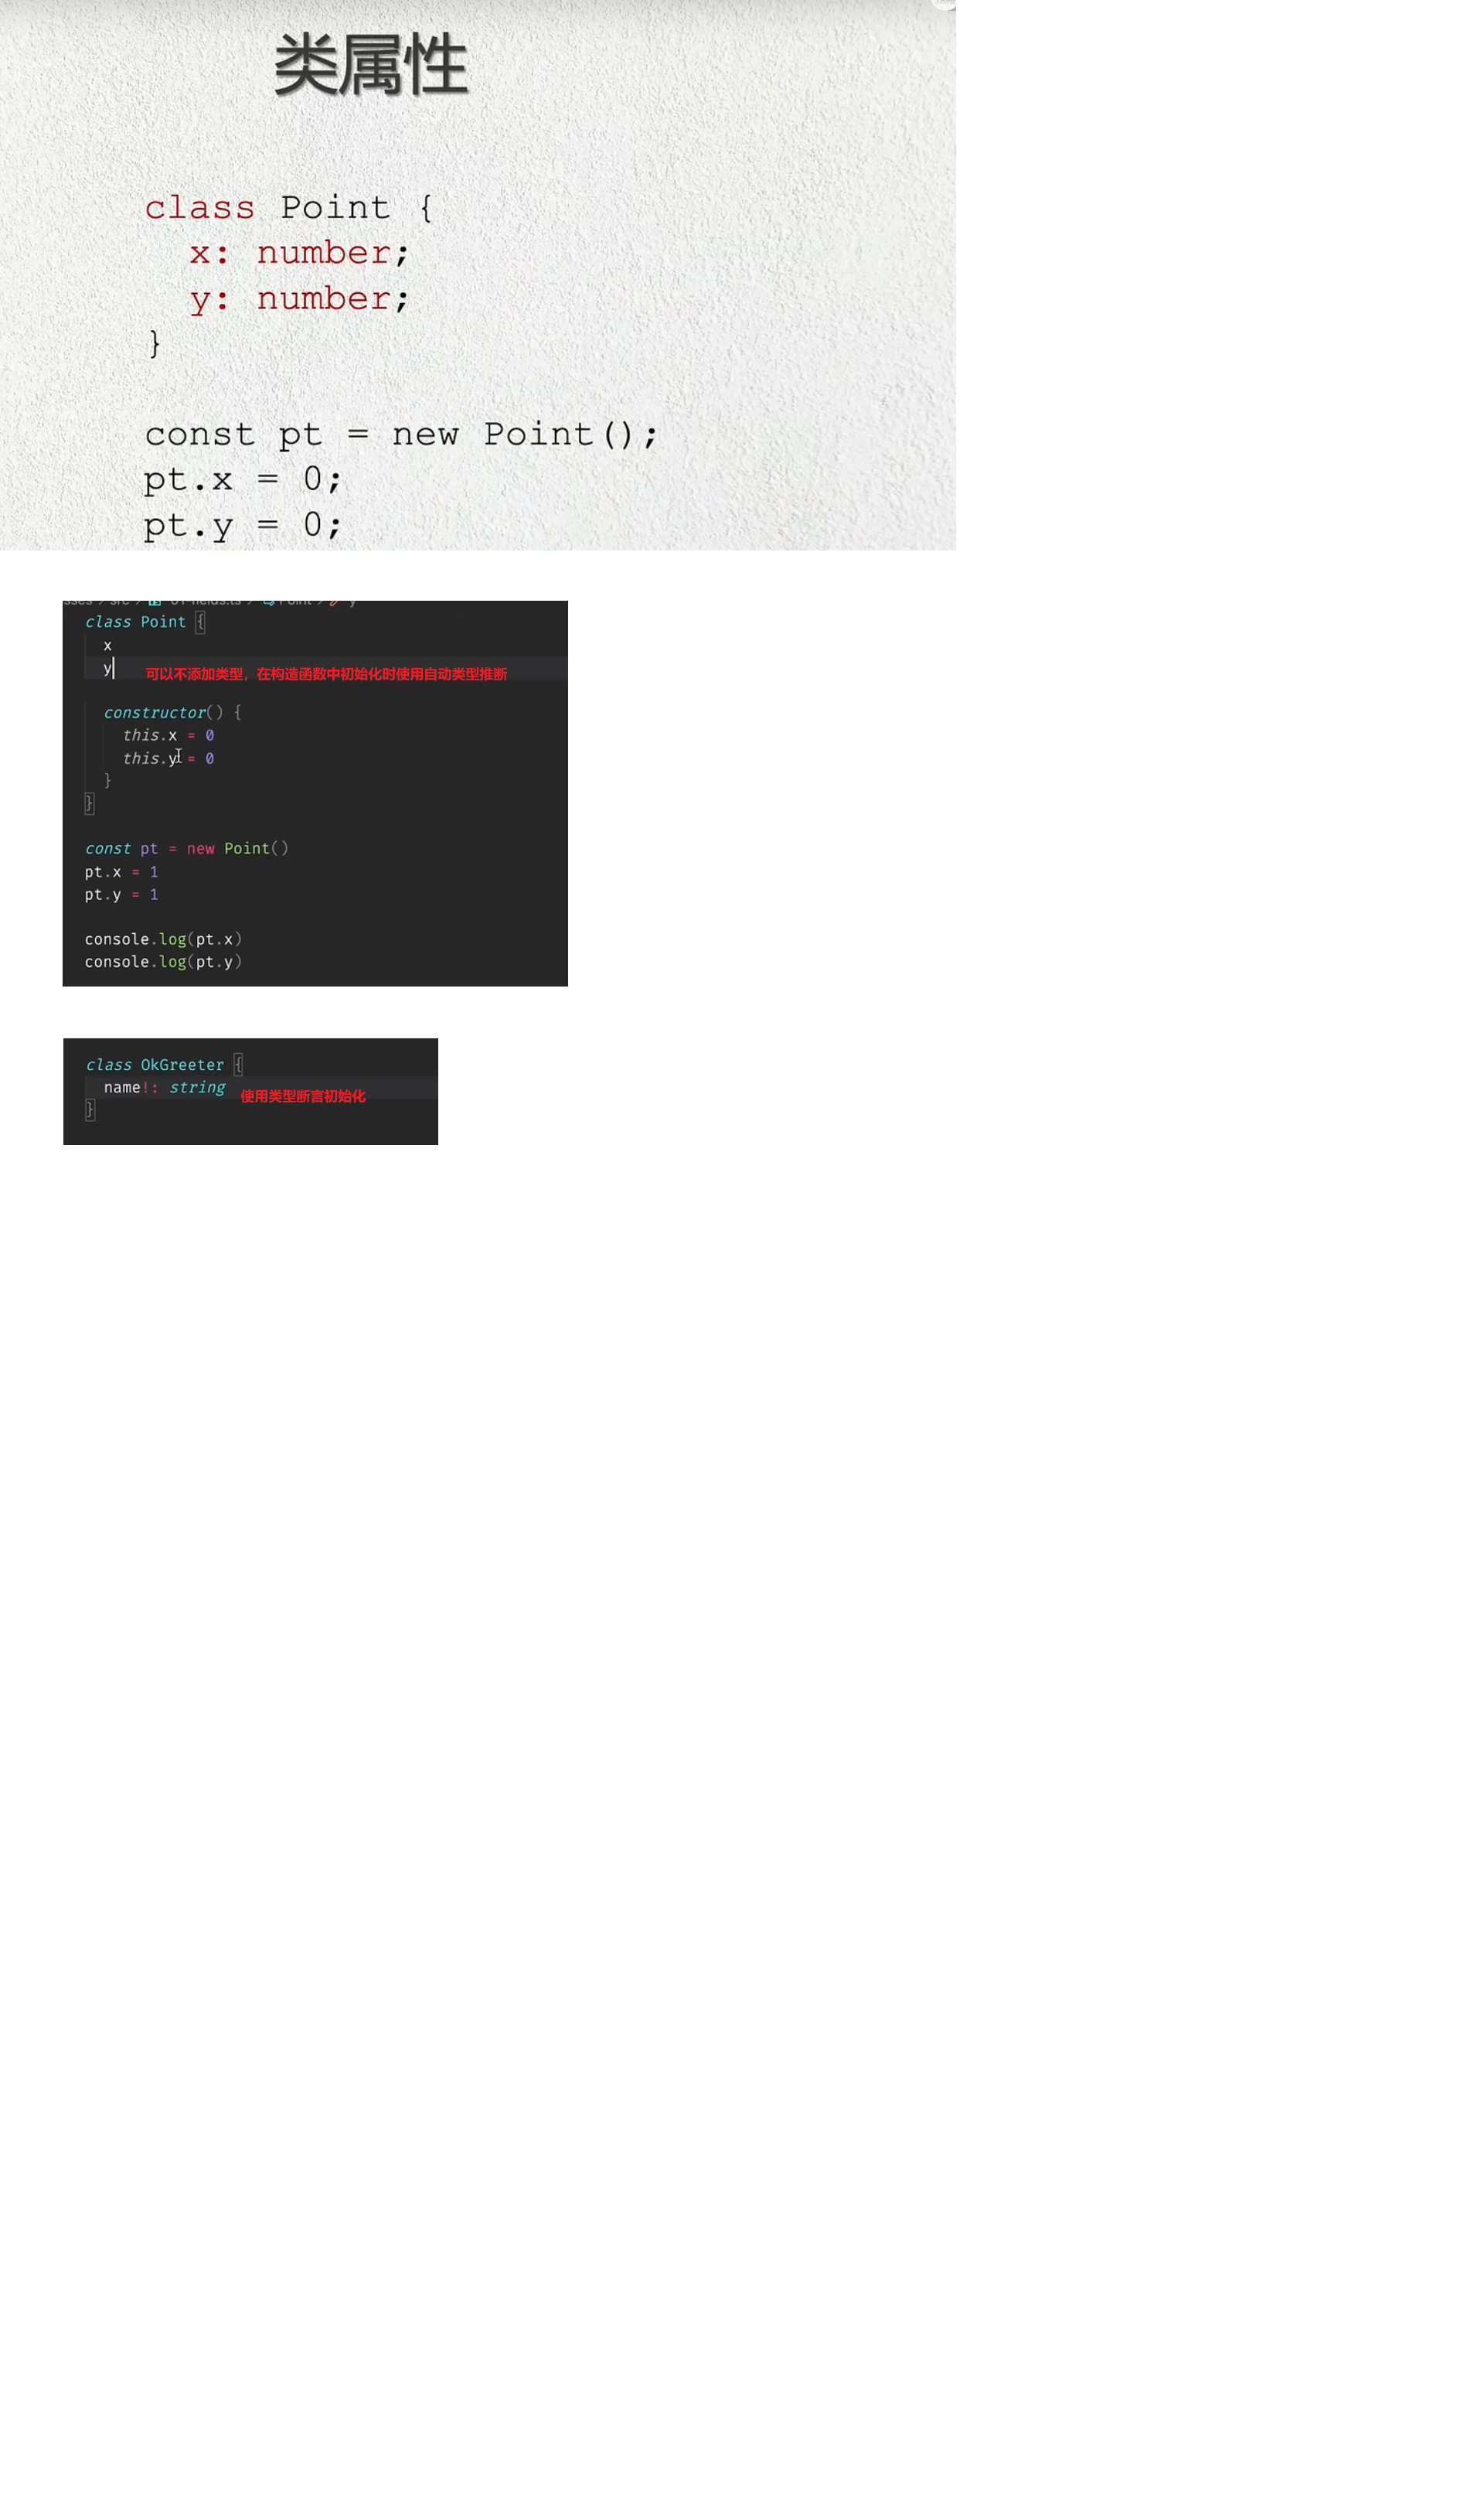 类属性
class Point {
x: number;
y: number;
}
const pt = new Point();
pt.x = 0;
pt.y = 0;
class Point {
x
y 可以不添加类型，在构造函数中初始化时使用自动类型推断
constructor() {
this.x = 0
this.y = 0
}
}
const pt = new Point()
pt.x = 1
pt.y = 1
console.log(pt.x)
console.log(pt.y)
class OkGreeter {
name!: string 使用类型断言初始化
}